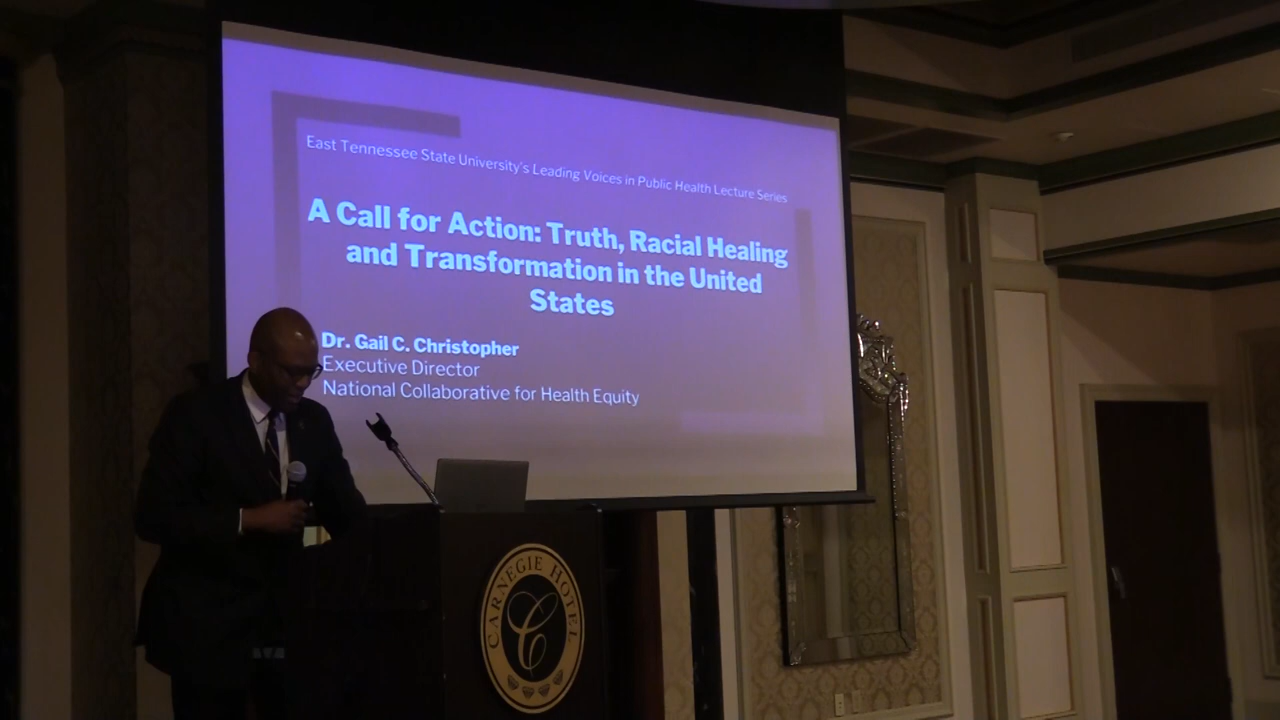 East Tennessee State University's Leading Voices in Public Health Lecture Series
A Call for Action: Truth, Racial Healing
and Transformation in the United
States
Dr. Gail C. Christopher
Executive Director
National Collaborative for Health Equity
CARNEGIE HOTEL
C